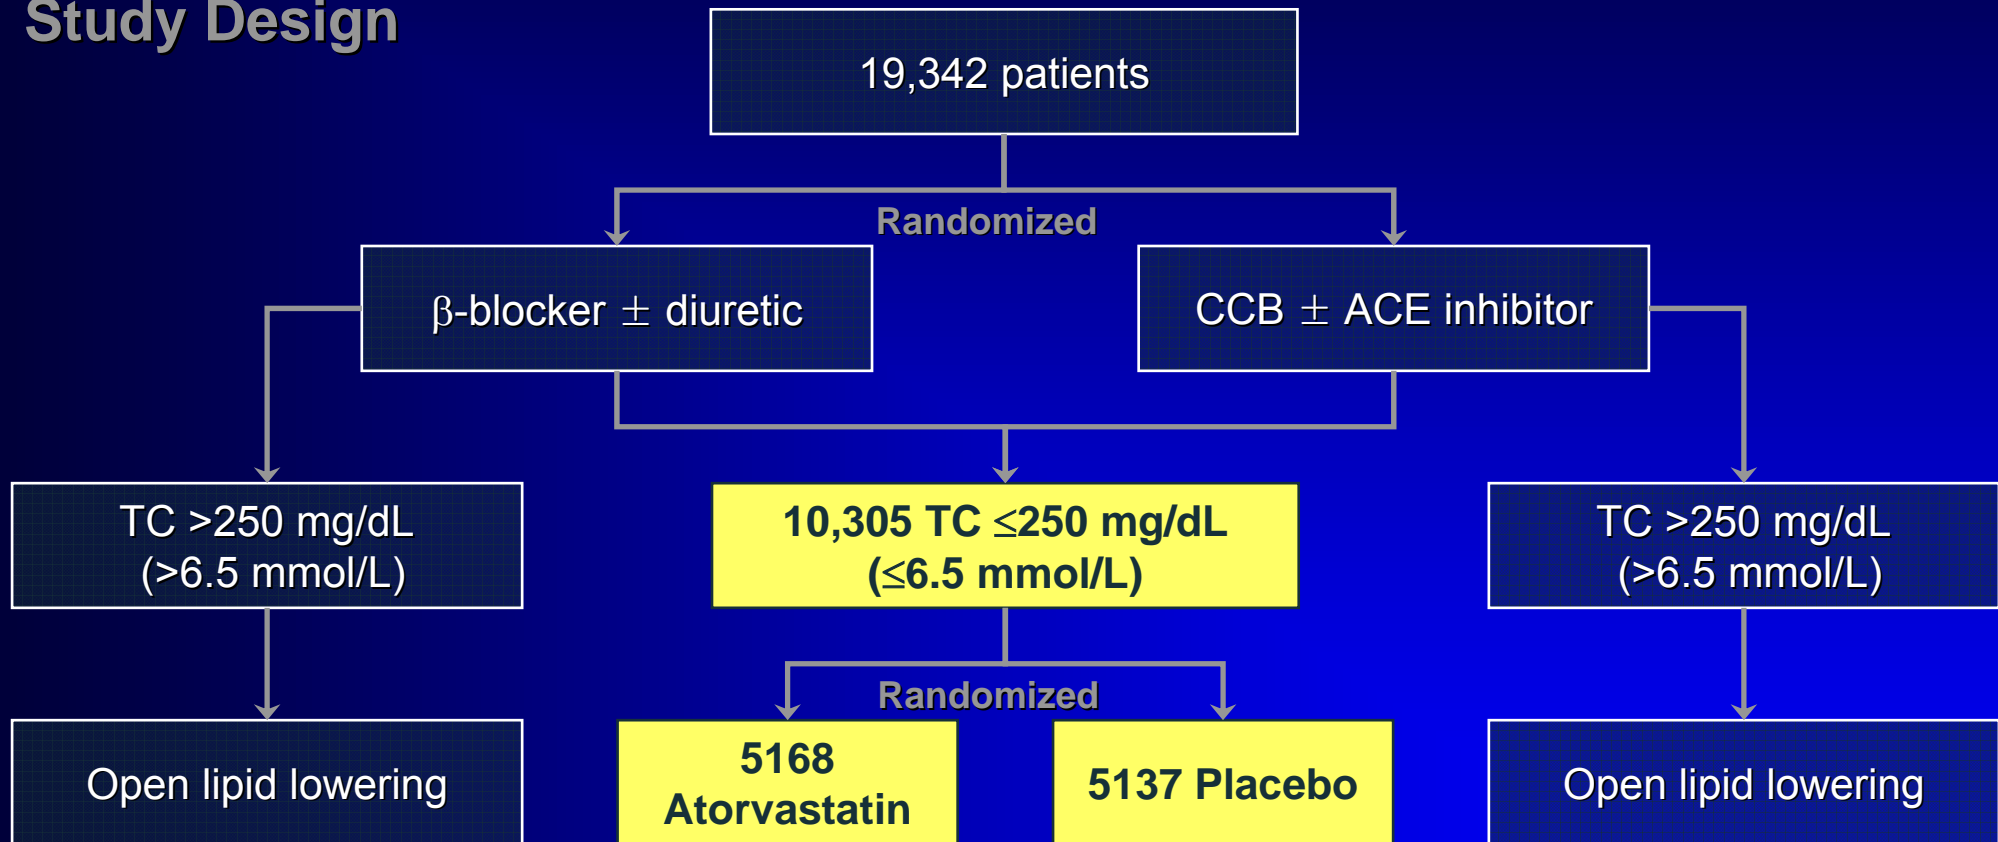 Study Design
19,342 patients
Randomized
β-blocker ± diuretic
CCB ± ACE inhibitor
TC >250 mg/dL
(>6.5 mmol/L)
10,305 TC ≤250 mg/dL
(≤6.5 mmol/L)
TC >250 mg/dL
(>6.5 mmol/L)
Randomized
Open lipid lowering
5168
Atorvastatin
5137 Placebo
Open lipid lowering